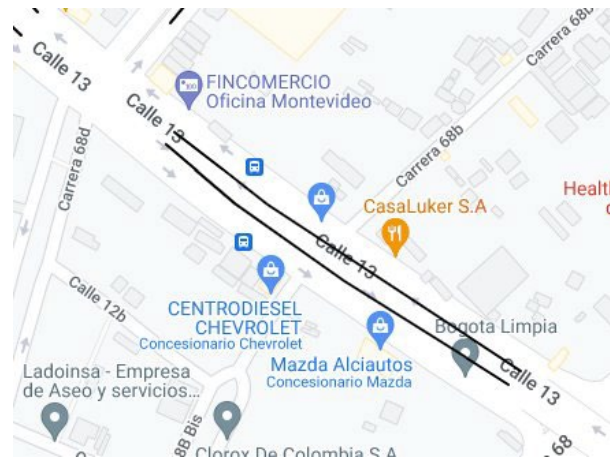 Calle 13
Carrera 68b
FINCOMERCIO
Oficina Montevideo
Calle 13
Carrera 68d
Carrera 68b
Health
CasaLuker S.A
Calle 13
Calle 12b
CENTRODIESEL
CHEVROLET
Concesionario Chevrolet
Bogota Limpia
Mazda Alciautos
Concesionario Mazda
Calle 13
Ladoinsa - Empresa
de Aseo y servicios...
8B Bis
Clorox De Colombia S.A
68